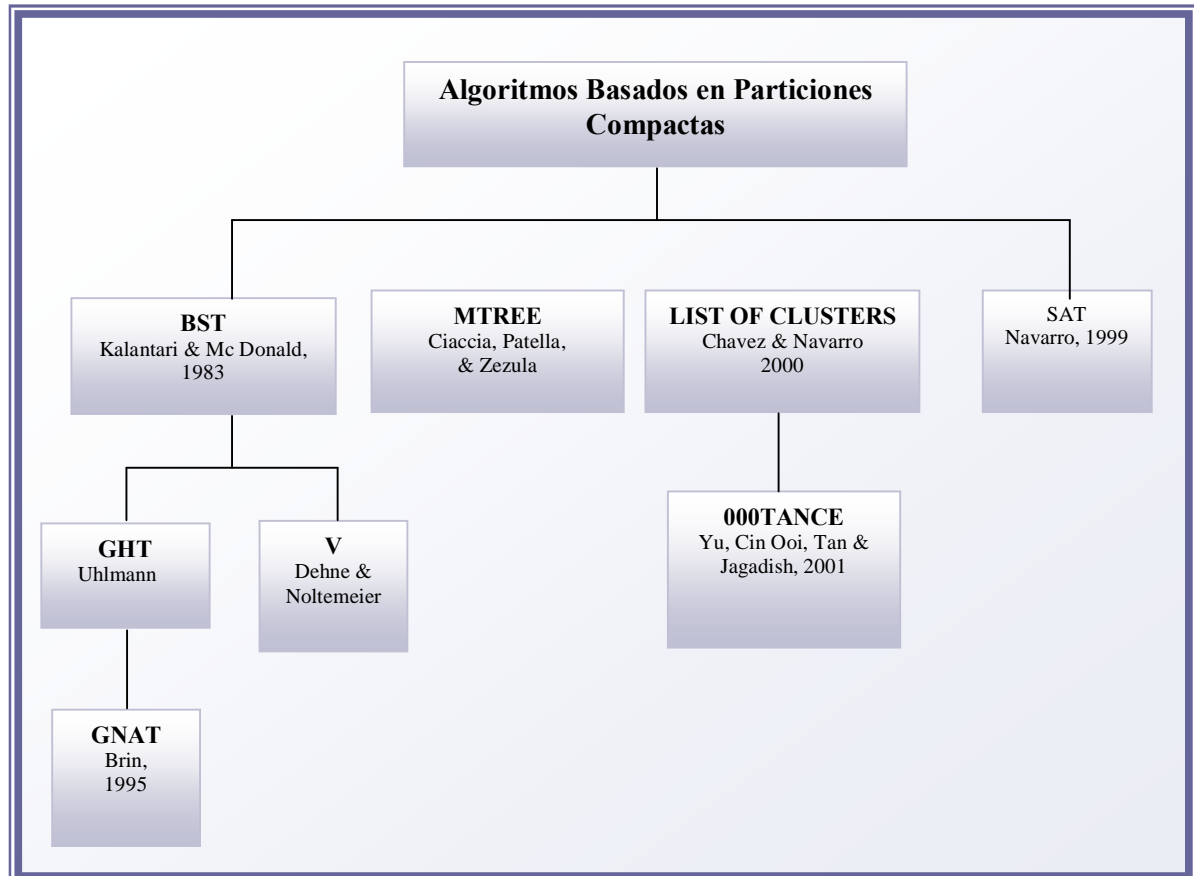 Algoritmos Basados en Particiones
Compactas
BST
Kalantari & Mc Donald,
1983
MTREE
Ciaccia, Patella,
& Zezula
LIST OF CLUSTERS
Chavez & Navarro
2000
SAT
Navarro, 1999
GHT
Uhlmann
V
Dehne &
Noltemeier
000TANCE
Yu, Cin Ooi, Tan &
Jagadish, 2001
GNAT
Brin,
1995